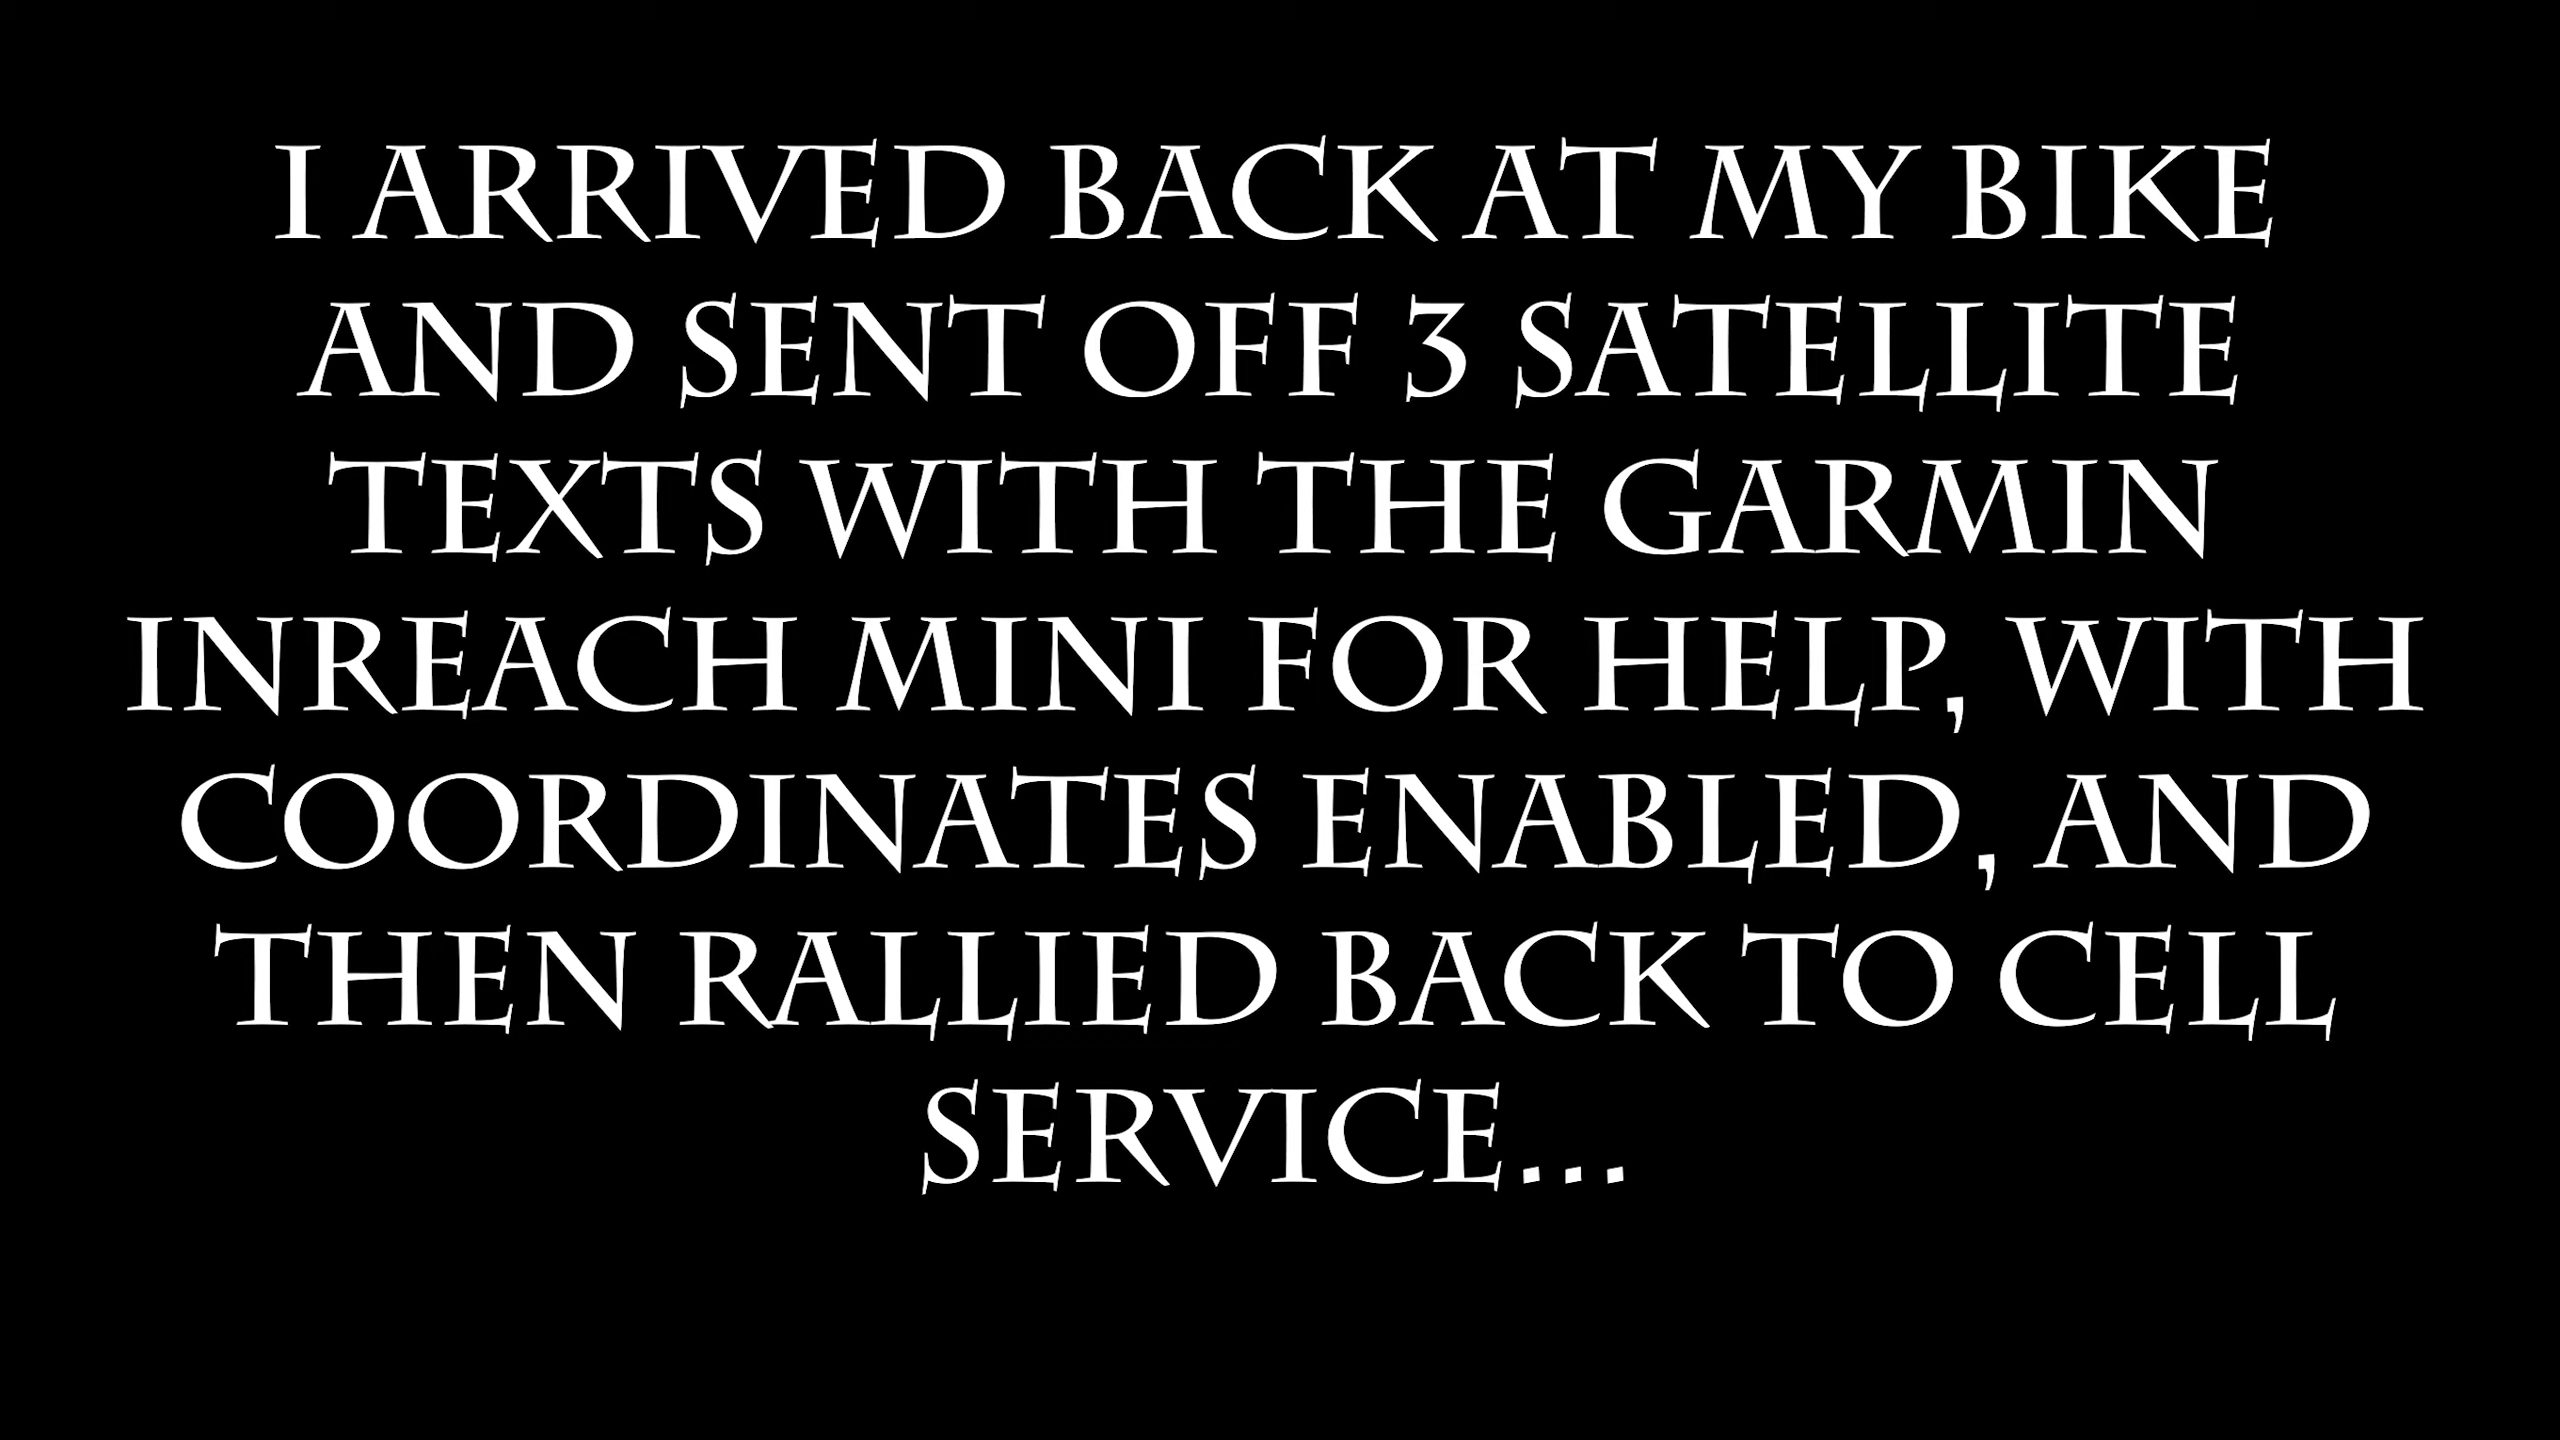 I ARRIVED BACK AT MY BIKE
AND SENT OFF 3 SATELLITE
TEXTS WITH THE GARMIN
INREACH MINI FOR HELP, WITH
COORDINATES ENABLED, AND
THEN RALLIED BACK TO CELL
SERVICE...